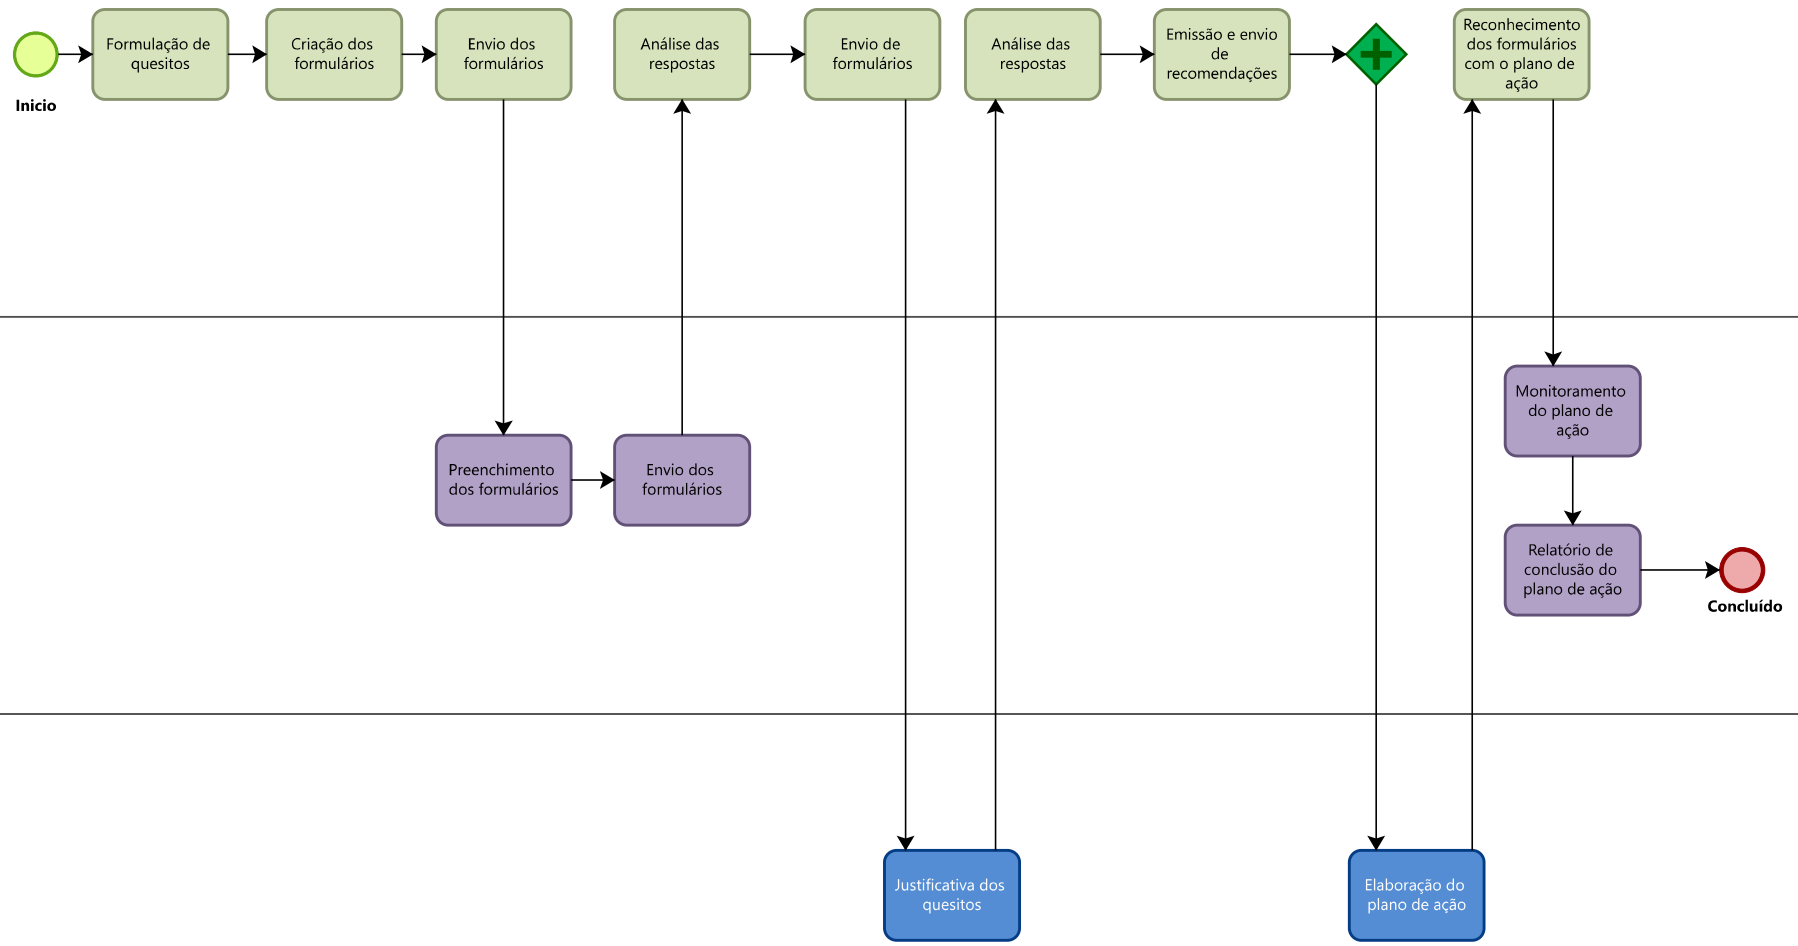 Formulação de
quesitos
Criação dos
formulários
Envio dos
formulários
Análise das
respostas
Envio de
formulários
Análise das
respostas
Emissão e envio
de
recomendações
Reconhecimento
dos formulários
com o plano de
ação
Inicio
Preenchimento
dos formulários
Envio dos
formulários
Monitoramento
do plano de
ação
Relatório de
conclusão do
plano de ação
Concluído
Justificativa dos
quesitos
Elaboração do
plano de ação